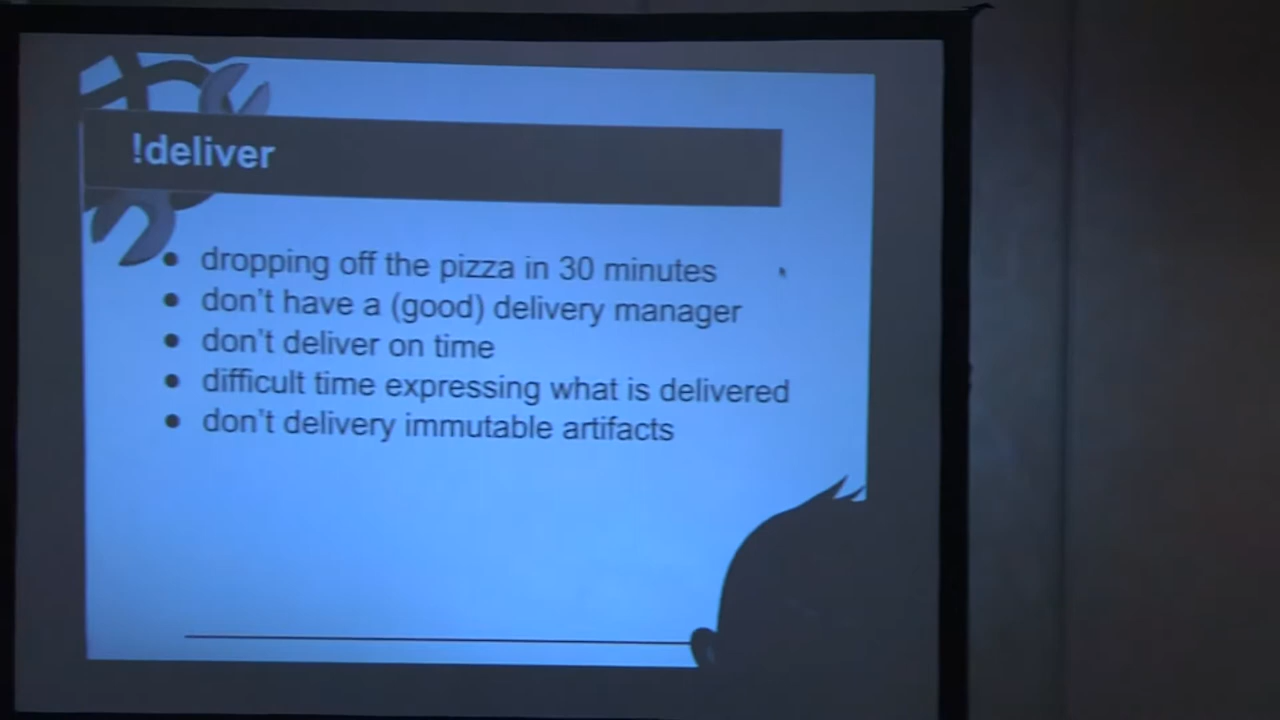 !deliver
dropping off the pizza in 30 minutes
don't have a (good) delivery manager
don't deliver on time
difficult time expressing what is delivered
don't delivery immutable artifacts